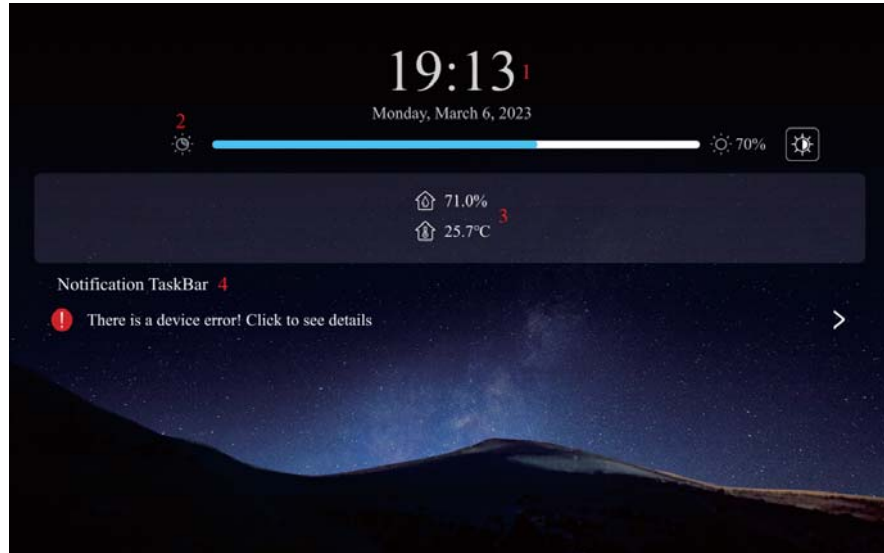 19:13 1
Monday, March 6, 2023
2
70%
71.0%
3
25.7°C
Notification TaskBar 4
There is a device error! Click to see details